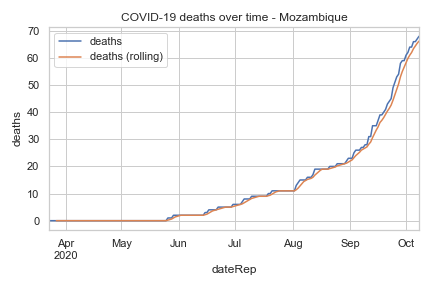 COVID-19 deaths over time - Mozambique
deaths
deaths (rolling)
deaths
70
60
50
40
30
20
10
0
Apr May Jun Jul Aug Sep Oct
2020
dateRep